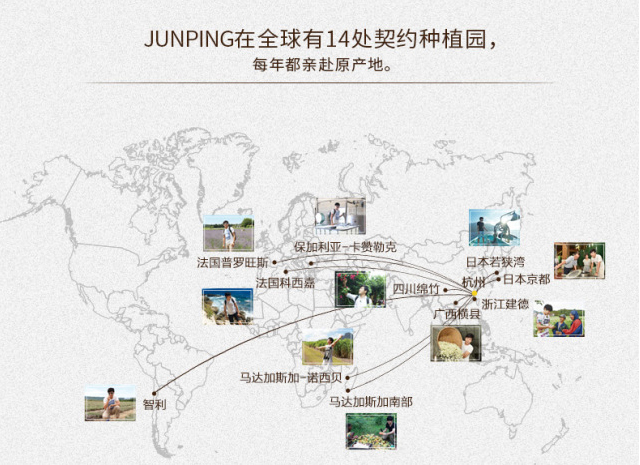 JUNPING在全球有14处契约种植园，
每年都亲赴原产地。
保加利亚-卡赞勒克
法国普罗旺斯
日本若狭湾
法国科西嘉
四川绵竹
杭州
日本京都
浙江建德
广西横县
马达加斯加-诺西贝
智利
马达加斯加南部